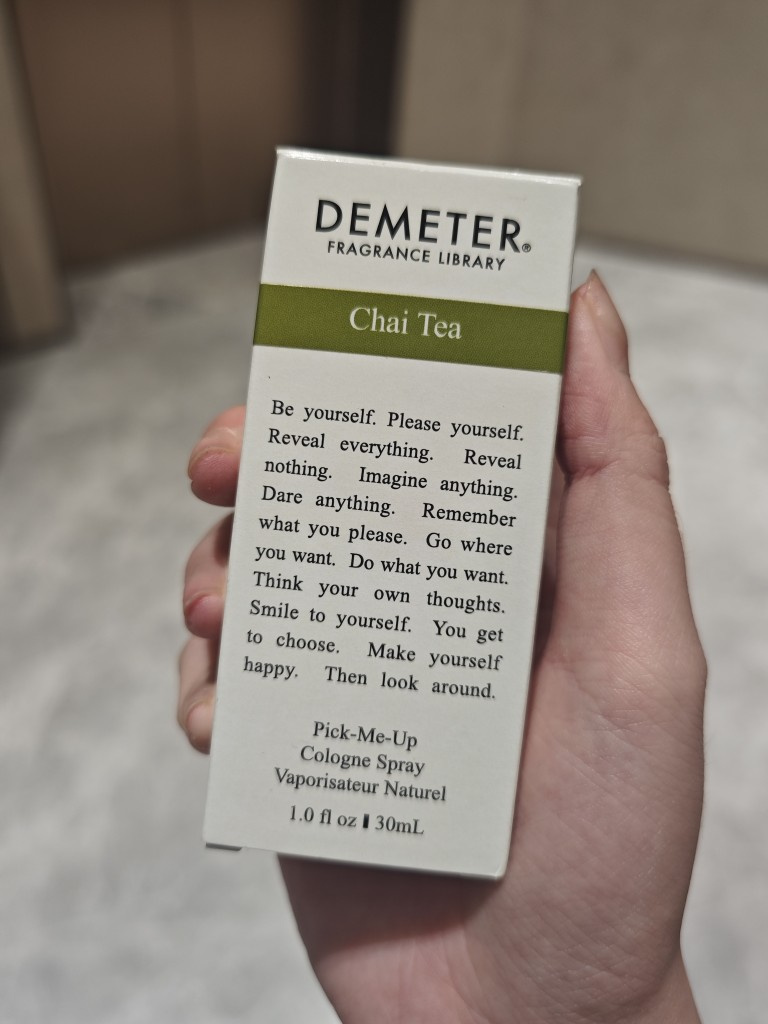 DEMETER®
FRAGRANCE LIBRARY
Chai Tea
Be yourself. Please yourself.
Reveal everything. Reveal
nothing. Imagine anything.
Dare anything. Remember
what you please. Go where
you want. Do what you want.
Think your own thoughts.
Smile to yourself. You get
to choose. Make yourself
happy. Then look around.
Pick-Me-Up
Cologne Spray
Vaporisateur Naturel
1.0 fl oz ▮ 30mL